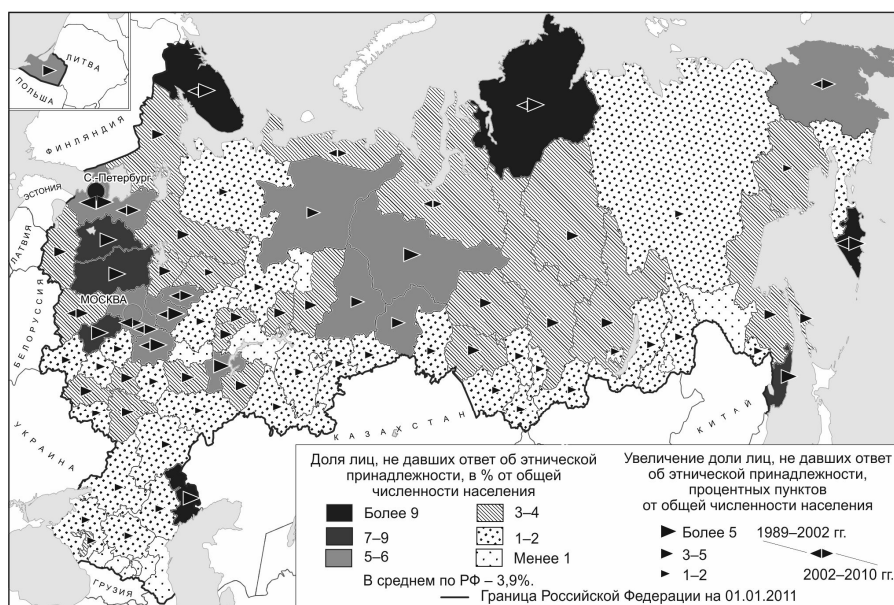 ЛИТВА
ПОЛЬША
ФИНЛЯНДИЯ
С.-Петербург
ЭСТОНИЯ
ЛАТВИЯ
МОСКВА
БЕЛОРУССИЯ
УКРАИНА
КАЗАХСТАН
КИТАЙ
ГРУЗИЯ
Доля лиц, не давших ответ об этнической
принадлежности, в % от общей
численности населения
Более 9
7–9
5–6
3–4
1–2
Менее 1
В среднем по РФ – 3,9%.
Увеличение доли лиц, не давших ответ
об этнической принадлежности,
процентных пунктов
от общей численности населения
Более 5
3–5
1–2
1989–2002 гг.
2002–2010 гг.
Граница Российской Федерации на 01.01.2011